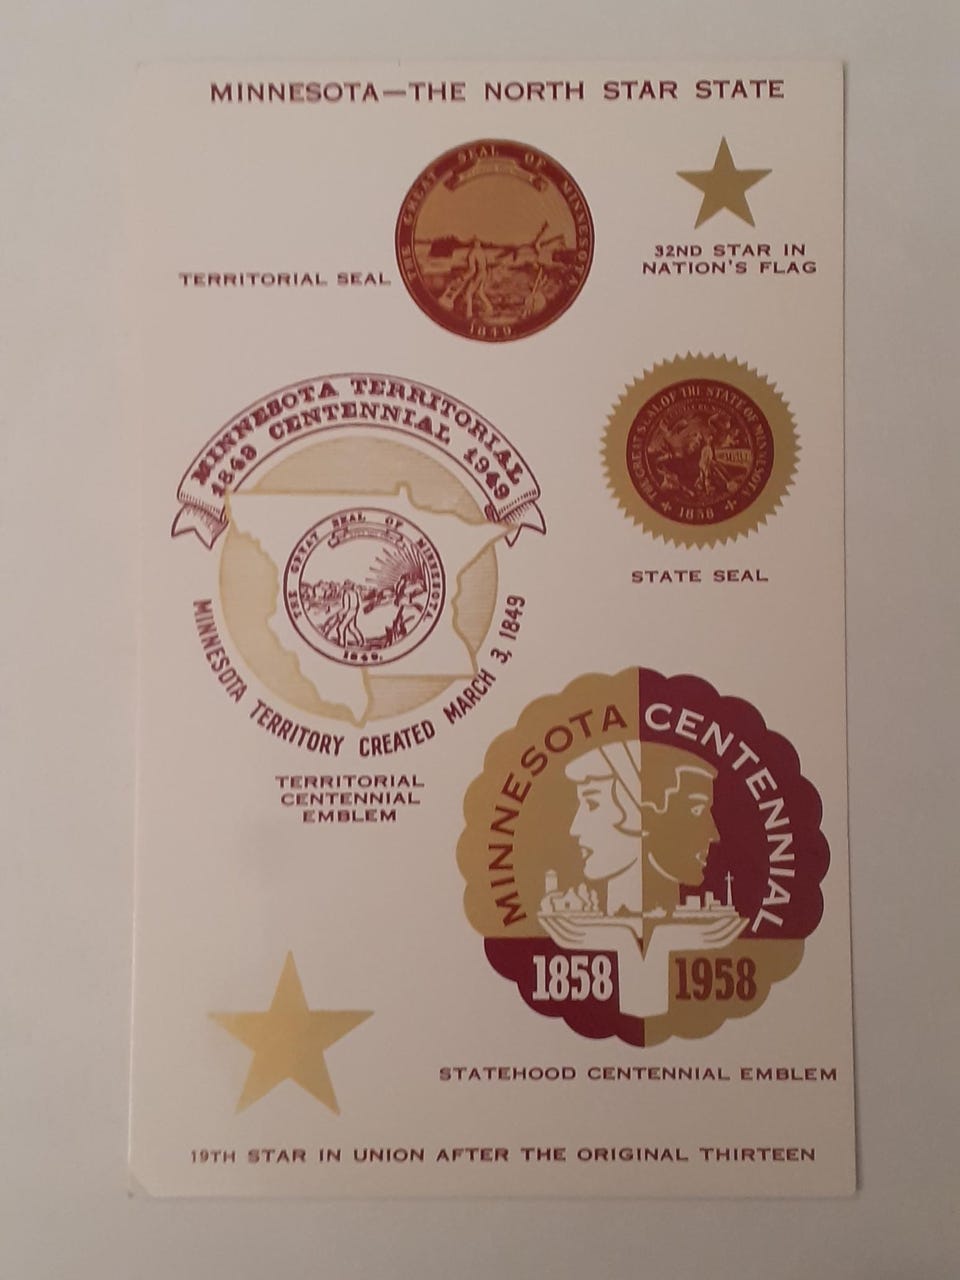 MINNESOTA—THE NORTH STAR STATE
THE GREAT SEAL OF MINNESOTA
1849
TERRITORIAL SEAL
32ND STAR IN
NATION'S FLAG
MINNESOTA TERRITORIAL
1849 CENTENNIAL 1949
THE GREAT SEAL OF MINNESOTA
1849.
MINNESOTA TERRITORY CREATED MARCH 3, 1849
TERRITORIAL
CENTENNIAL
EMBLEM
THE GREAT SEAL OF THE STATE OF MINNESOTA
1858
STATE SEAL
MINNESOTA CENTENNIAL
1858 1958
STATEHOOD CENTENNIAL EMBLEM
19TH STAR IN UNION AFTER THE ORIGINAL THIRTEEN